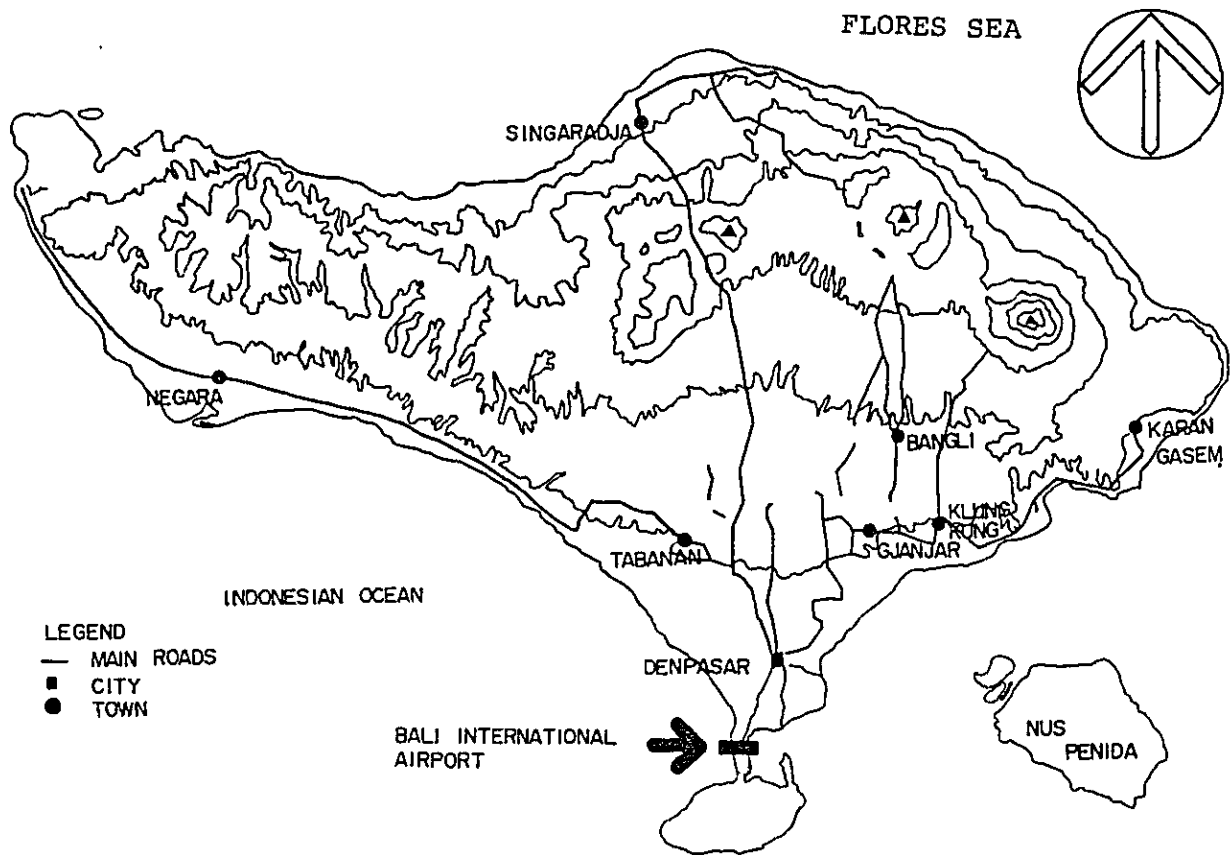 FLORES SEA
SINGARADJA
NEGARA
BANGLI
KARAN
GASEM
KLUNG
KUNG
GJANJAR
TABANAN
INDONESIAN OCEAN
LEGEND
MAIN ROADS
CITY
TOWN
DENPASAR
BALI INTERNATIONAL
AIRPORT
NUS
PENIDA